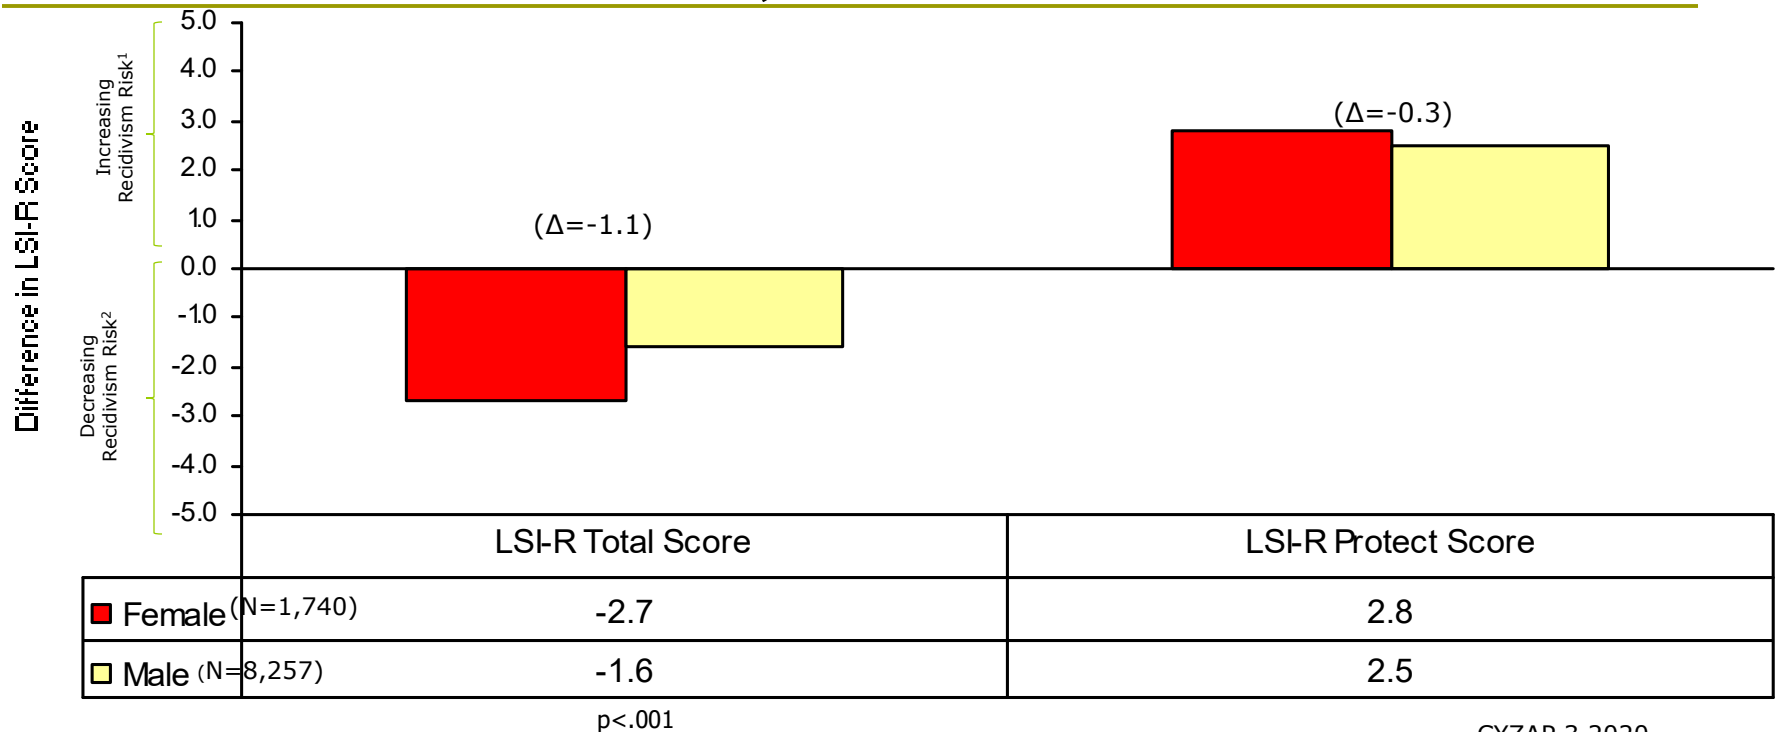 5.0
4.0
3.0
2.0
1.0
0.0
-1.0
-2.0
-3.0
-4.0
-5.0
Difference in LSI-R Score
Increasing
Recidivism Risk¹
Decreasing
Recidivism Risk²
(Δ=-1.1)
(Δ=-0.3)
LSI-R Total Score LSI-R Protect Score
Female (N=1,740) -2.7 2.8
Male (N=8,257) -1.6 2.5
p<.001